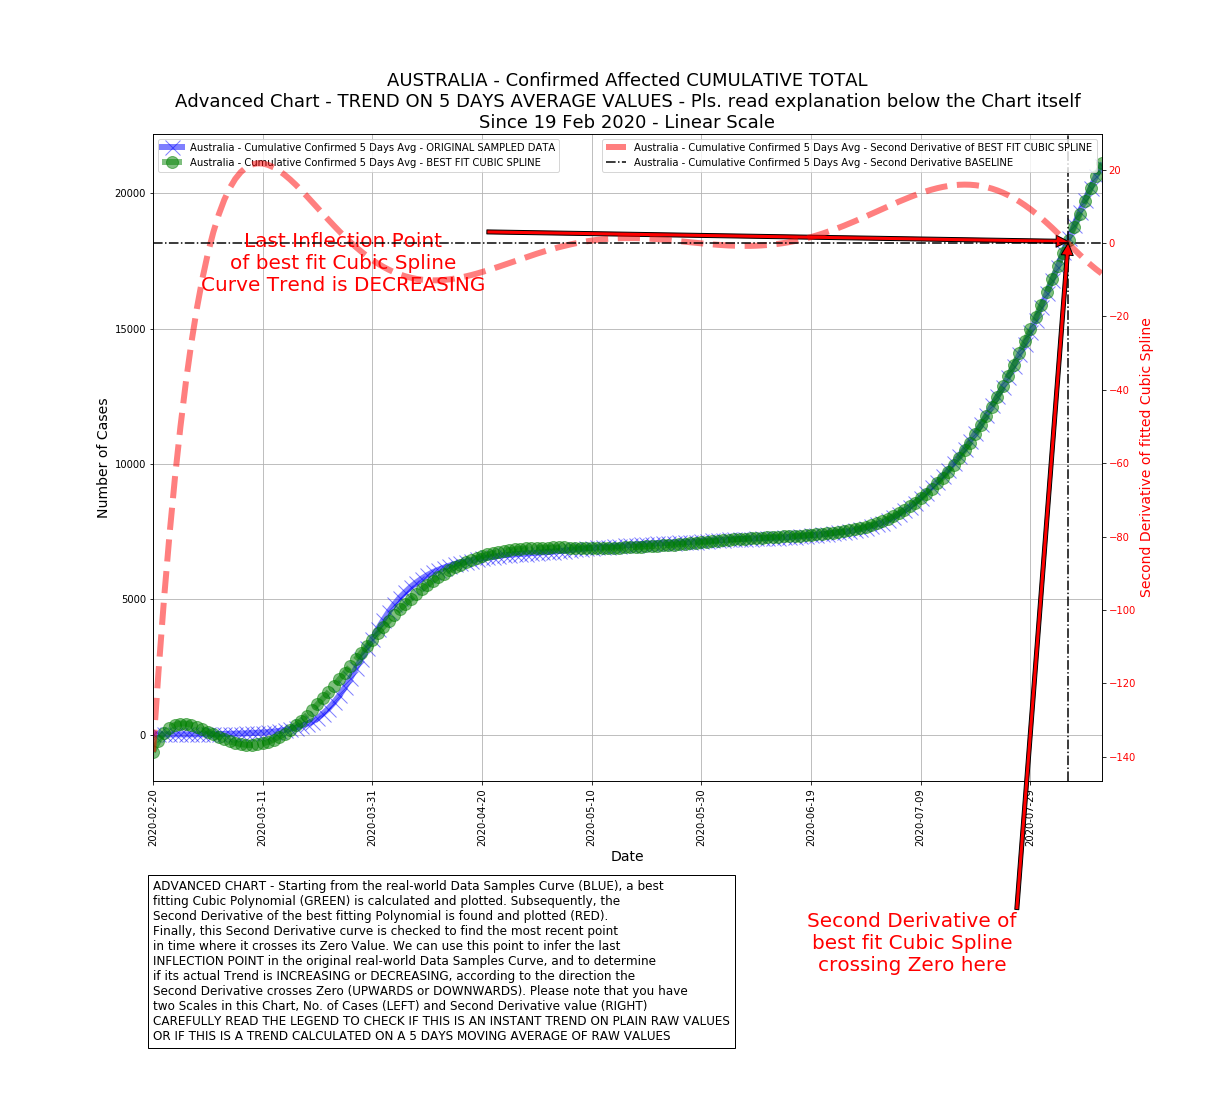 AUSTRALIA - Confirmed Affected CUMULATIVE TOTAL
Advanced Chart - TREND ON 5 DAYS AVERAGE VALUES - Pls. read explanation below the Chart itself
Since 19 Feb 2020 - Linear Scale
Australia - Cumulative Confirmed 5 Days Avg - ORIGINAL SAMPLED DATA
Australia - Cumulative Confirmed 5 Days Avg - BEST FIT CUBIC SPLINE
Australia - Cumulative Confirmed 5 Days Avg - Second Derivative of BEST FIT CUBIC SPLINE
Australia - Cumulative Confirmed 5 Days Avg - Second Derivative BASELINE
Last Inflection Point
of best fit Cubic Spline
Curve Trend is DECREASING
Number of Cases
20000
15000
10000
5000
0
20
0
−20
−40
−60
−80
−100
−120
−140
Second Derivative of fitted Cubic Spline
2020-02-20
2020-03-11
2020-03-31
2020-04-20
2020-05-10
2020-05-30
2020-06-19
2020-07-09
2020-07-29
Date
ADVANCED CHART - Starting from the real-world Data Samples Curve (BLUE), a best
fitting Cubic Polynomial (GREEN) is calculated and plotted. Subsequently, the
Second Derivative of the best fitting Polynomial is found and plotted (RED).
Finally, this Second Derivative curve is checked to find the most recent point
in time where it crosses its Zero Value. We can use this point to infer the last
INFLECTION POINT in the original real-world Data Samples Curve, and to determine
if its actual Trend is INCREASING or DECREASING, according to the direction the
Second Derivative crosses Zero (UPWARDS or DOWNWARDS). Please note that you have
two Scales in this Chart, No. of Cases (LEFT) and Second Derivative value (RIGHT)
CAREFULLY READ THE LEGEND TO CHECK IF THIS IS AN INSTANT TREND ON PLAIN RAW VALUES
OR IF THIS IS A TREND CALCULATED ON A 5 DAYS MOVING AVERAGE OF RAW VALUES
Second Derivative of
best fit Cubic Spline
crossing Zero here